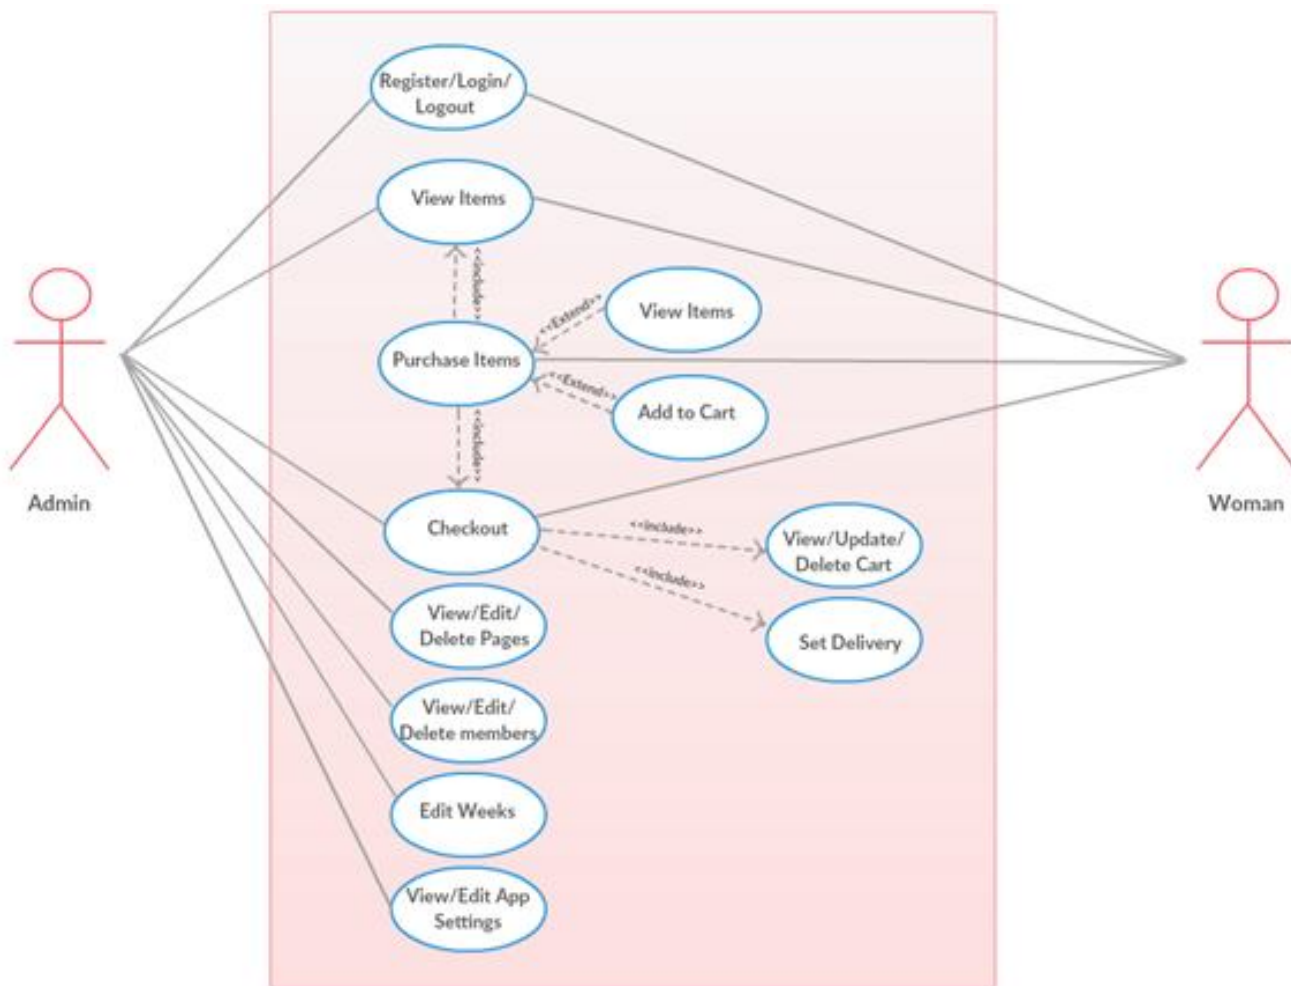 Register/Login/
Logout
View Items
<<include>>
<<Extend>>
View Items
Purchase Items
<<Extend>>
Add to Cart
<<include>>
Admin
Woman
Checkout
<<include>>
View/Update/
Delete Cart
<<include>>
Set Delivery
View/Edit/
Delete Pages
View/Edit/
Delete members
Edit Weeks
View/Edit App
Settings